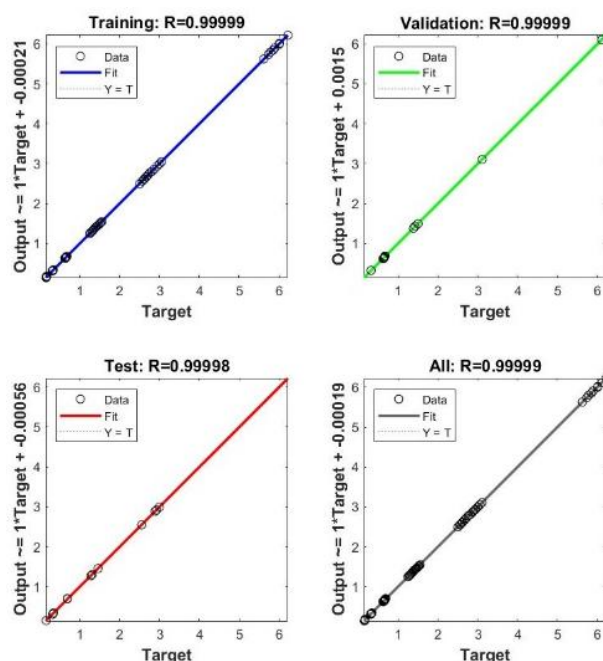 Training: R=0.99999
Output ~= 1*Target + -0.00021
6
5
4
3
2
1
Data
Fit
Y = T
1 2 3 4 5 6
Target
Validation: R=0.99999
Output ~= 1*Target + 0.0015
6
5
4
3
2
1
Data
Fit
Y = T
1 2 3 4 5 6
Target
Test: R=0.99998
Output ~= 1*Target + -0.00056
6
5
4
3
2
1
Data
Fit
Y = T
1 2 3 4 5 6
Target
All: R=0.99999
Output ~= 1*Target + -0.00019
6
5
4
3
2
1
Data
Fit
Y = T
1 2 3 4 5 6
Target